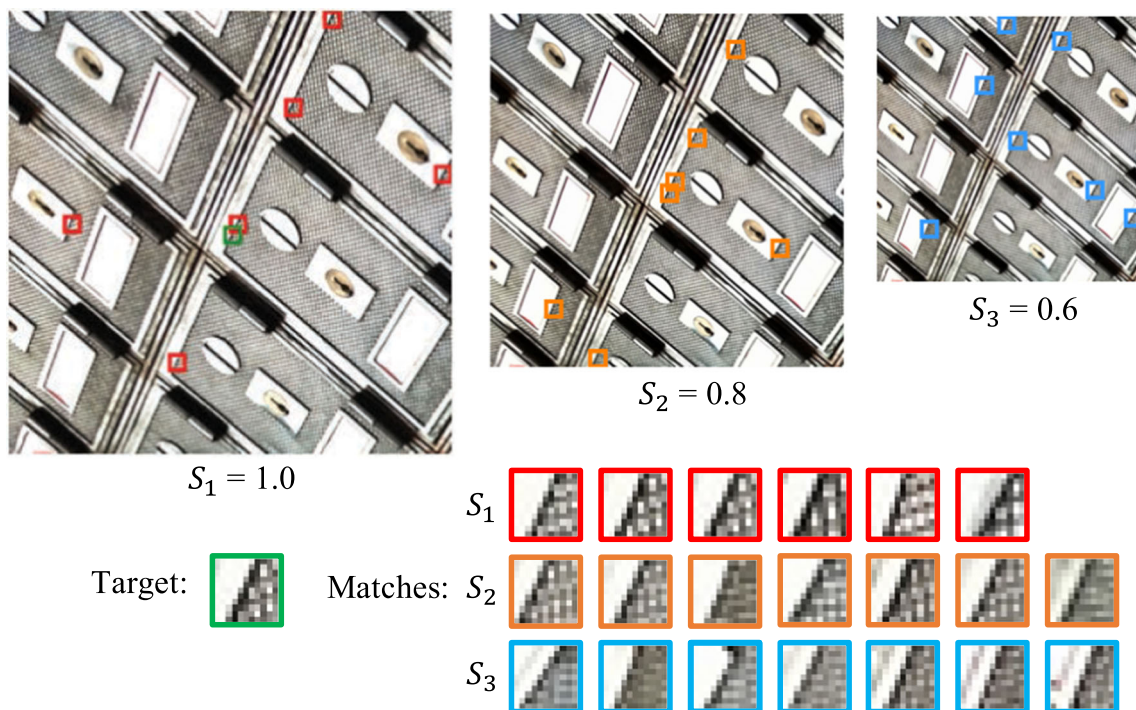 S₃ = 0.6
S₂ = 0.8
S₁ = 1.0
S₁
Target:
Matches:
S₂
S₃